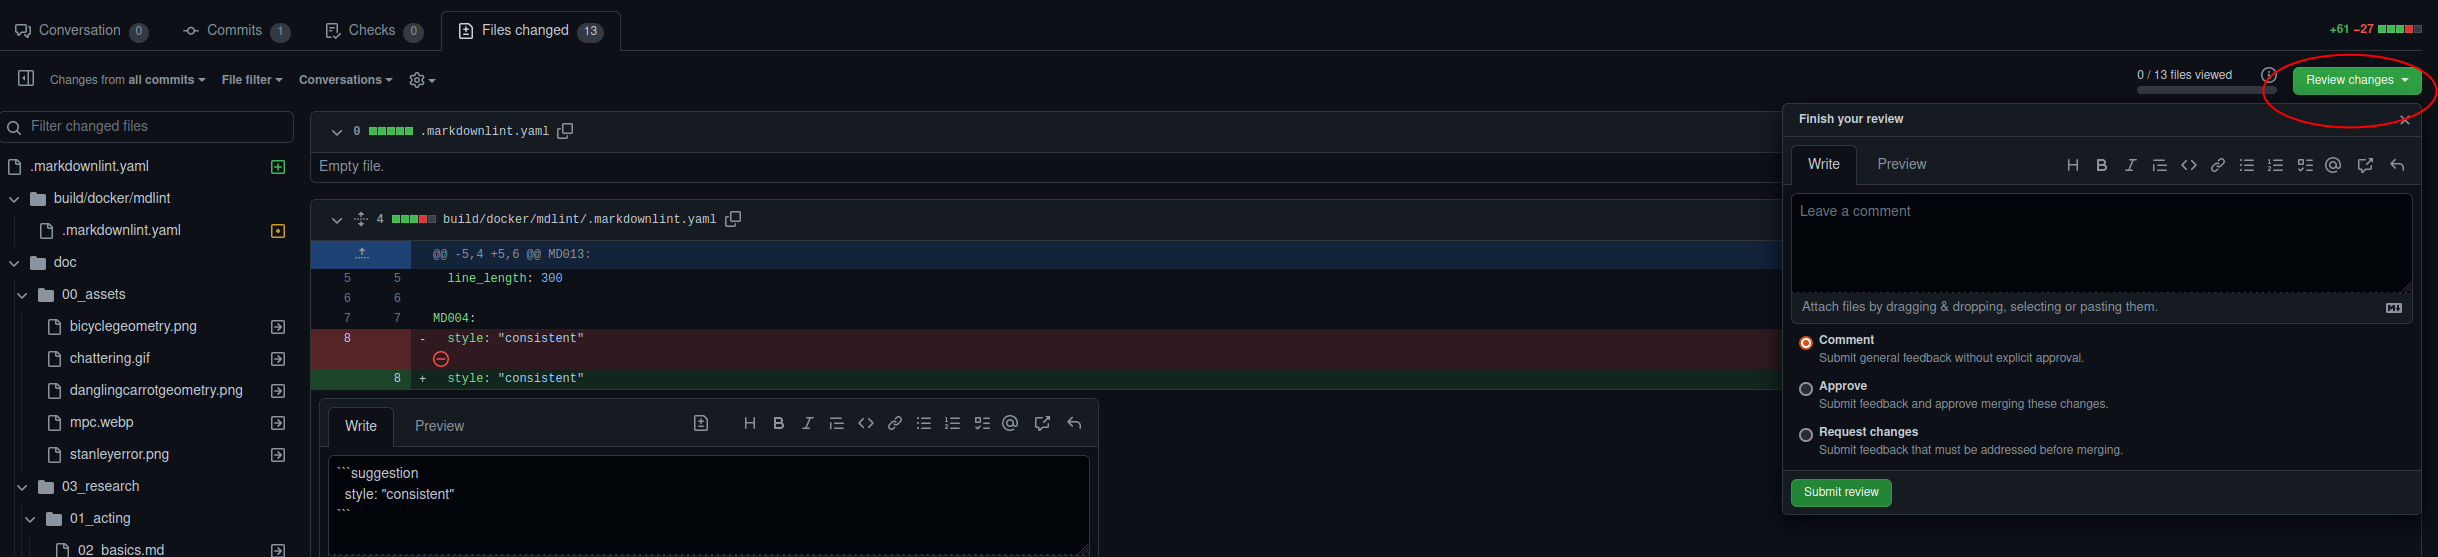 Conversation 0 Commits 1 Checks 0 Files changed 13 +61 −27
Changes from all commits File filter Conversations 0 / 13 files viewed Review changes
Finish your review
Filter changed files
0 .markdownlint.yaml
Empty file.
.markdownlint.yaml
build/docker/mdlint
.markdownlint.yaml
doc
00_assets
bicyclegeometry.png
chattering.gif
danglingcarrotgeometry.png
mpc.webp
stanleyerror.png
03_research
01_acting
02_basics.md
4 build/docker/mdlint/.markdownlint.yaml
@@ -5,4 +5,6 @@ MD013:
5 5 line_length: 300
6 6
7 7 MD004:
8 - style: "consistent"
8 + style: "consistent"
Write Preview
```suggestion
style: "consistent"
```
Write Preview
Leave a comment
Attach files by dragging & dropping, selecting or pasting them.
Comment
Submit general feedback without explicit approval.
Approve
Submit feedback and approve merging these changes.
Request changes
Submit feedback that must be addressed before merging.
Submit review